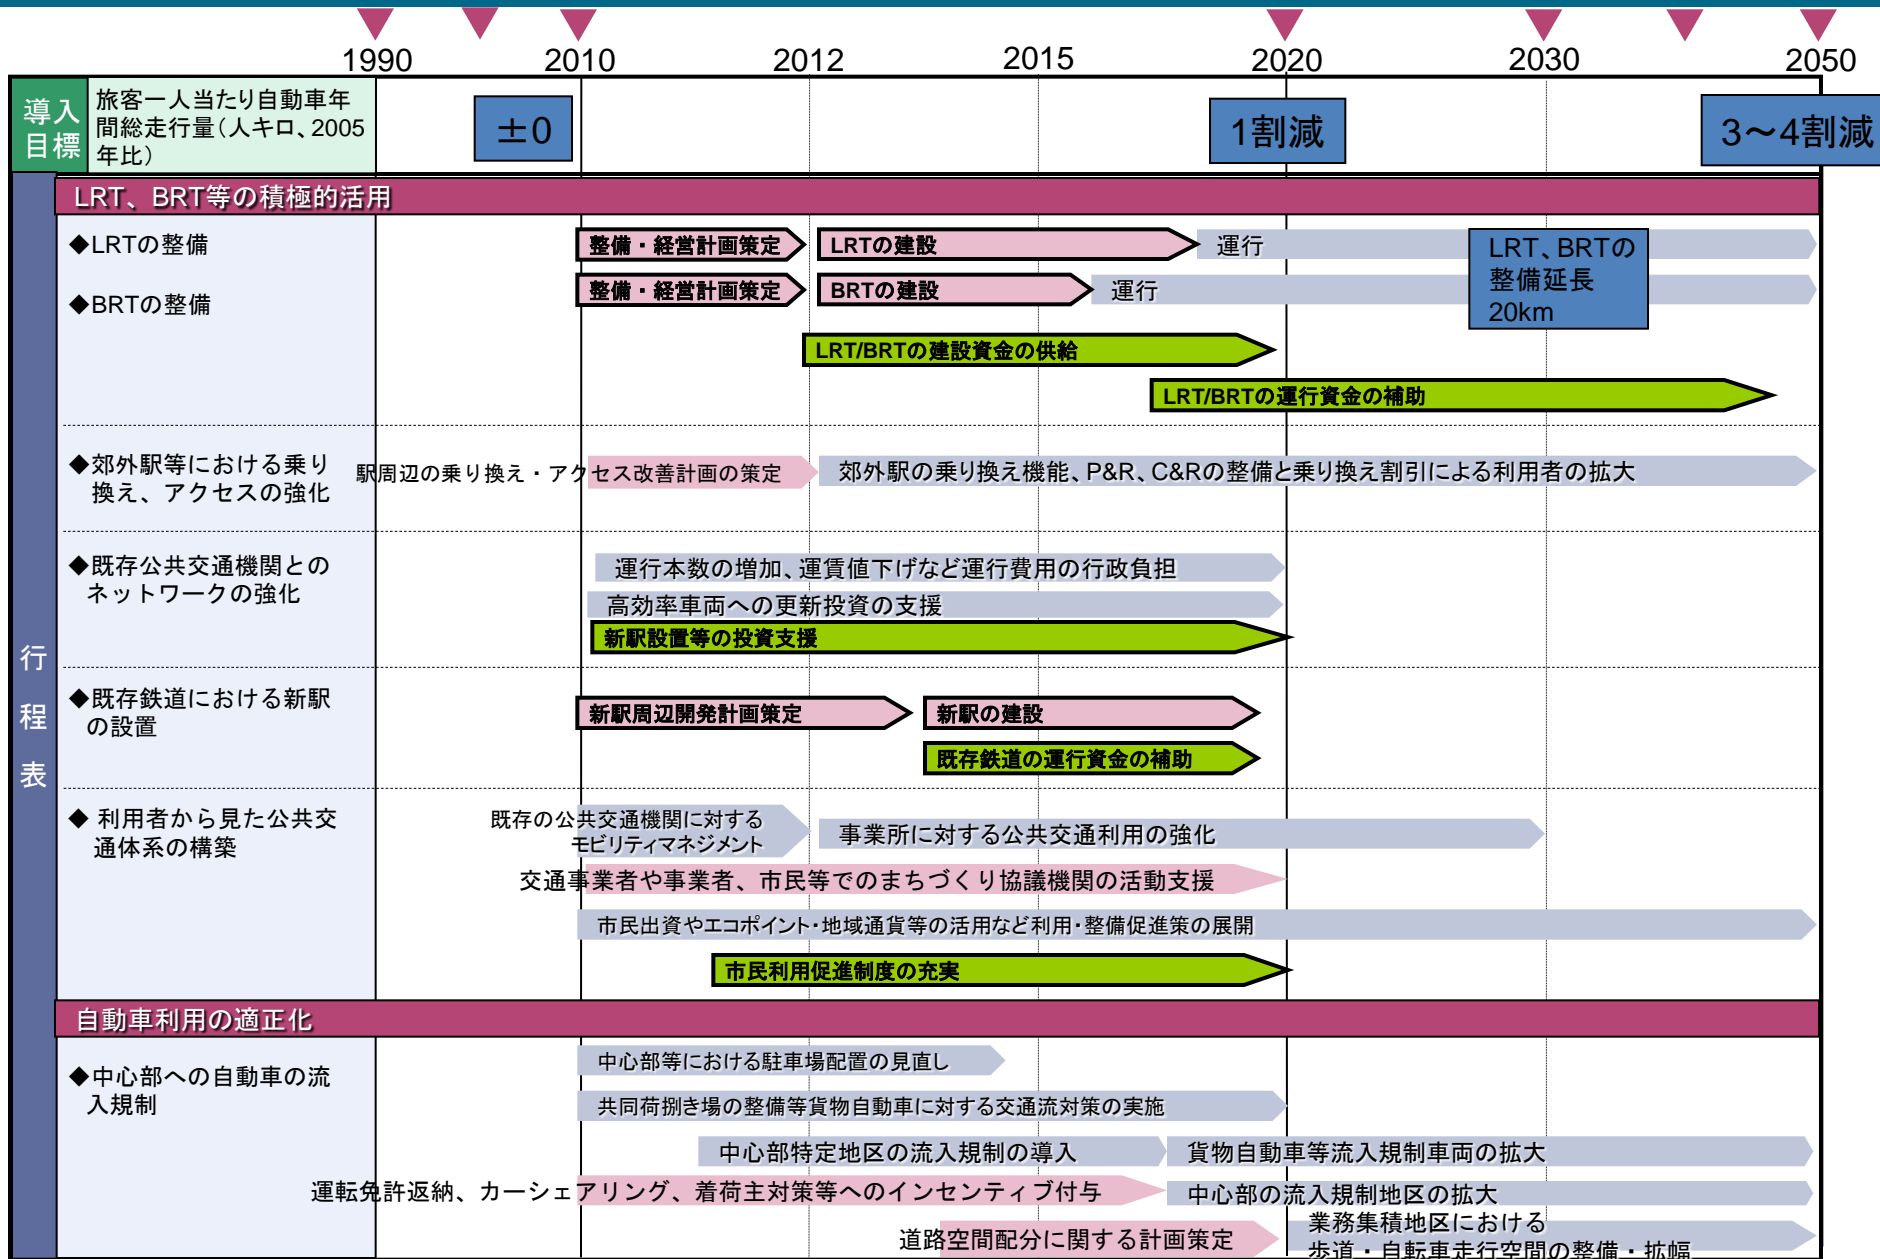 1990
2010
2012
2015
2020
2030
2050
導入
目標
旅客一人当たり自動車年
間総走行量（人キロ、2005
年比）
±0
1割減
3～4割減
行
程
表
LRT、BRT等の積極的活用
◆LRTの整備
整備・経営計画策定
LRTの建設
運行
◆BRTの整備
整備・経営計画策定
BRTの建設
運行
LRT、BRTの
整備延長
20km
LRT/BRTの建設資金の供給
LRT/BRTの運行資金の補助
◆郊外駅等における乗り
換え、アクセスの強化
駅周辺の乗り換え・アクセス改善計画の策定
郊外駅の乗り換え機能、P&R、C&Rの整備と乗り換え割引による利用者の拡大
◆既存公共交通機関との
ネットワークの強化
運行本数の増加、運賃値下げなど運行費用の行政負担
高効率車両への更新投資の支援
新駅設置等の投資支援
◆既存鉄道における新駅
の設置
新駅周辺開発計画策定
新駅の建設
既存鉄道の運行資金の補助
◆ 利用者から見た公共交
通体系の構築
既存の公共交通機関に対する
モビリティマネジメント
事業所に対する公共交通利用の強化
交通事業者や事業者、市民等でのまちづくり協議機関の活動支援
市民出資やエコポイント・地域通貨等の活用など利用・整備促進策の展開
市民利用促進制度の充実
自動車利用の適正化
◆中心部への自動車の流
入規制
中心部等における駐車場配置の見直し
共同荷捌き場の整備等貨物自動車に対する交通流対策の実施
中心部特定地区の流入規制の導入
貨物自動車等流入規制車両の拡大
運転免許返納、カーシェアリング、着荷主対策等へのインセンティブ付与
中心部の流入規制地区の拡大
道路空間配分に関する計画策定
業務集積地区における
歩道・自転車走行空間の整備・拡幅